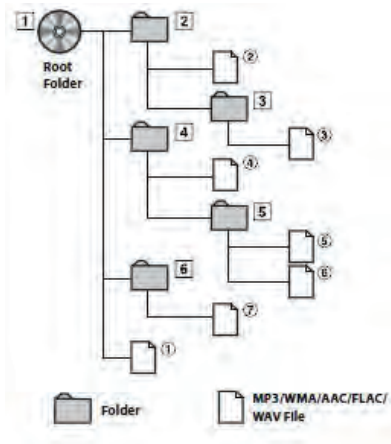 1
2
Root
Folder
②
3
③
4
④
5
⑤
⑥
6
⑦
①
Folder
MP3/WMA/AAC/FLAC/
WAV File